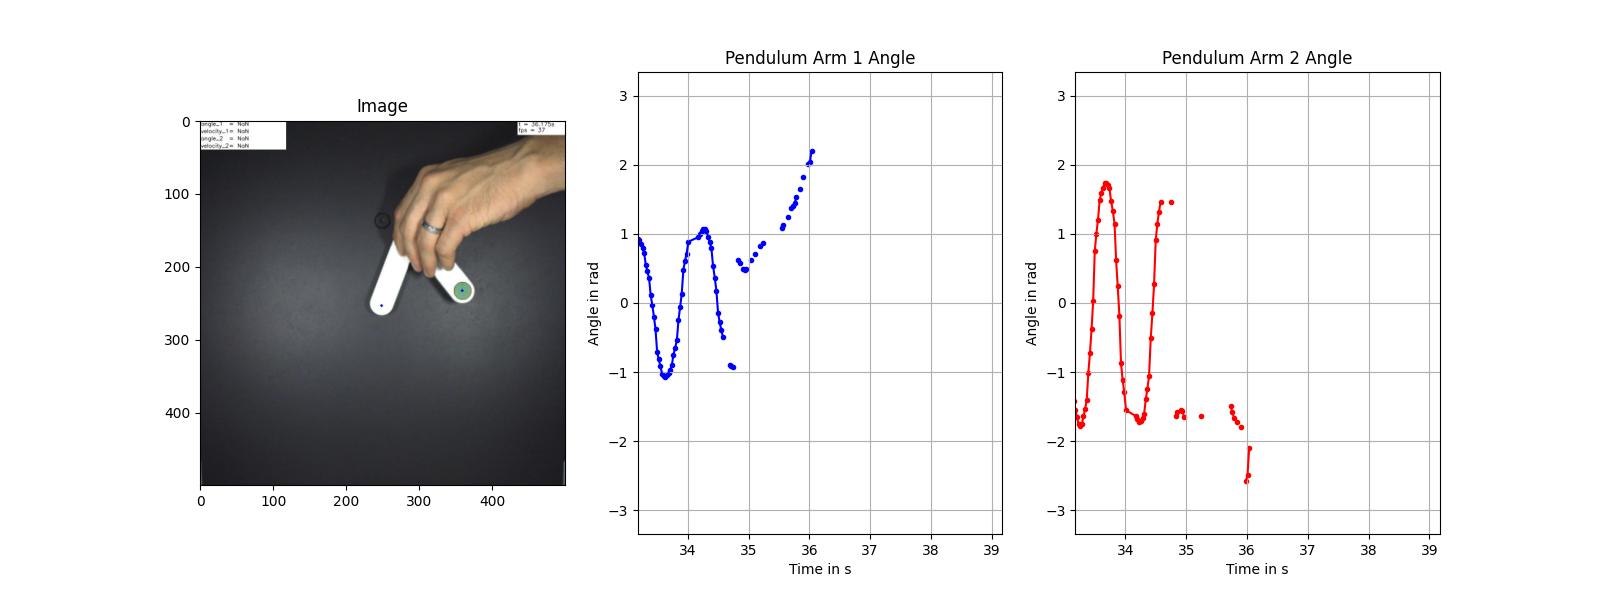 Image
angle_1 = NaN
velocity_1= NaN
angle_2 = NaN
velocity_2= NaN
t = 36.175s
fps = 37
0
100
200
300
400
0 100 200 300 400
Pendulum Arm 1 Angle
Angle in rad
3
2
1
0
−1
−2
−3
34 35 36 37 38 39
Time in s
Pendulum Arm 2 Angle
Angle in rad
3
2
1
0
−1
−2
−3
34 35 36 37 38 39
Time in s